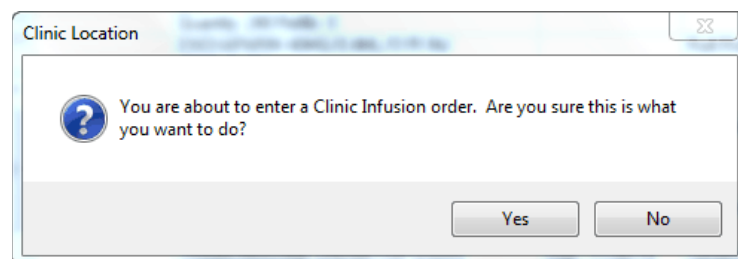 Clinic Location
You are about to enter a Clinic Infusion order.  Are you sure this is what
you want to do?
Yes
No